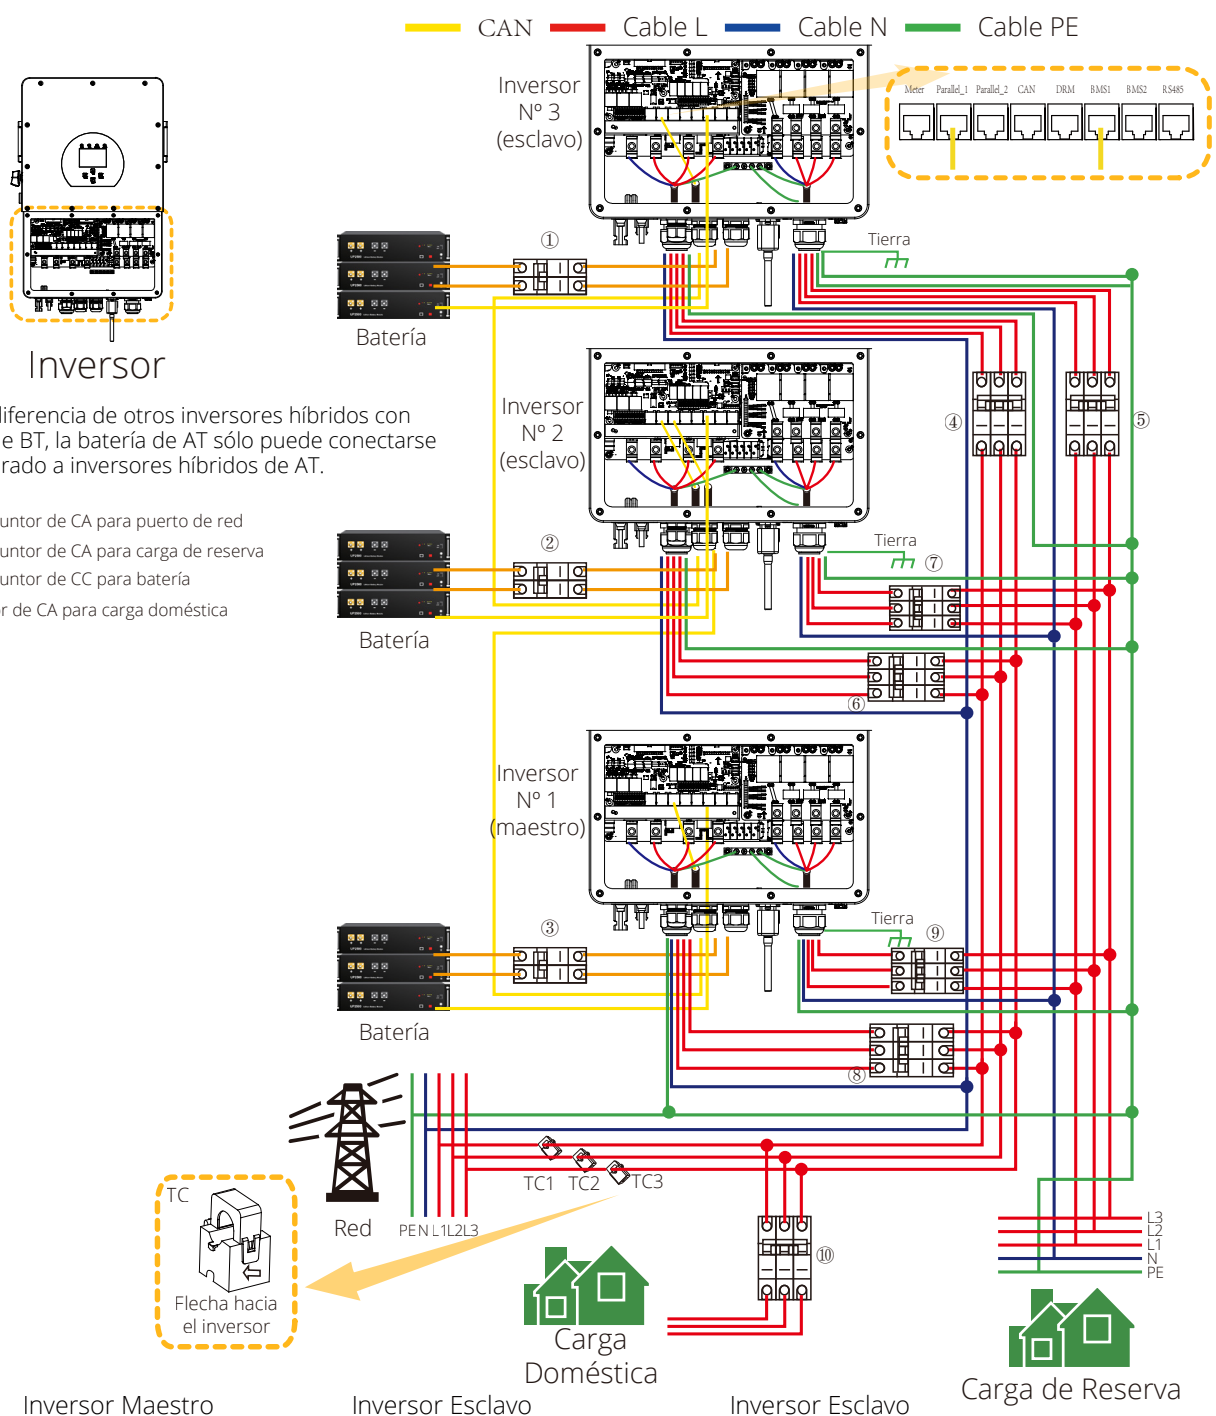 CAN Cable L Cable N Cable PE
Inversor
Nº 3
(esclavo)
Meter Parallel_1 Parallel_2 CAN DRM BMS1 BMS2 RS485
①
Tierra
Batería
Inversor
diferencia de otros inversores híbridos con
e BT, la batería de AT sólo puede conectarse
rado a inversores híbridos de AT.
Inversor
Nº 2
(esclavo)
④
⑤
untor de CA para puerto de red
untor de CA para carga de reserva
untor de CC para batería
or de CA para carga doméstica
②
Tierra
⑦
Batería
⑥
Inversor
Nº 1
(maestro)
③
Tierra
⑨
Batería
⑧
TC
TC1 TC2 TC3
Red
PE N L1 L2 L3
Flecha hacia
el inversor
⑩
L3
L2
L1
N
PE
Carga
Doméstica
Carga de Reserva
Inversor Maestro Inversor Esclavo Inversor Esclavo